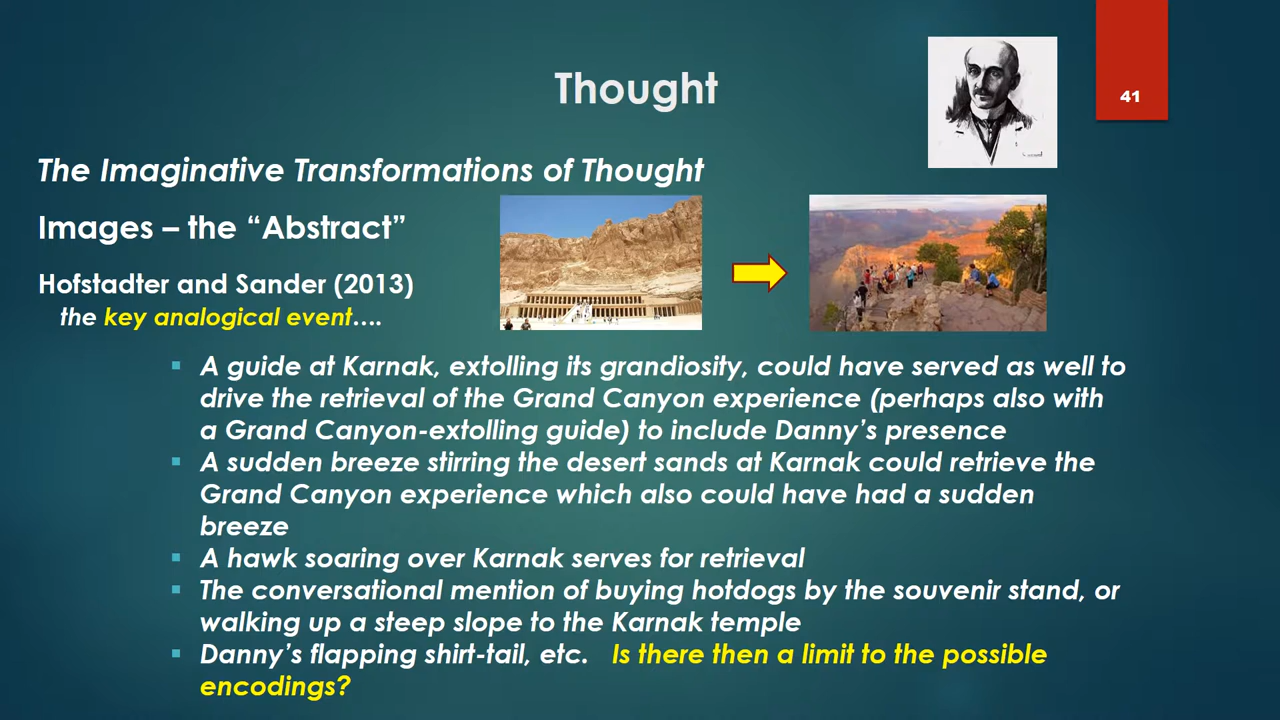 Thought
41
The Imaginative Transformations of Thought
Images – the “Abstract”
Hofstadter and Sander (2013)
the key analogical event….
▪ A guide at Karnak, extolling its grandiosity, could have served as well to
drive the retrieval of the Grand Canyon experience (perhaps also with
a Grand Canyon-extolling guide) to include Danny’s presence
▪ A sudden breeze stirring the desert sands at Karnak could retrieve the
Grand Canyon experience which also could have had a sudden
breeze
▪ A hawk soaring over Karnak serves for retrieval
▪ The conversational mention of buying hotdogs by the souvenir stand, or
walking up a steep slope to the Karnak temple
▪ Danny’s flapping shirt-tail, etc. Is there then a limit to the possible
encodings?